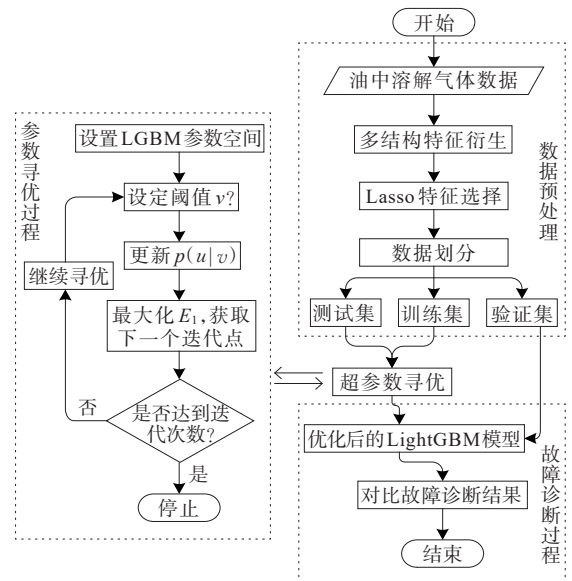 开始
油中溶解气体数据
多结构特征衍生
Lasso特征选择
数据划分
测试集
训练集
验证集
数据预处理
超参数寻优
优化后的LightGBM模型
对比故障诊断结果
结束
故障诊断过程
参数寻优过程
设置LGBM参数空间
设定阈值v?
更新p(u|v)
继续寻优
最大化E₁,获取
下一个迭代点
是否达到迭
代次数?
否
是
停止